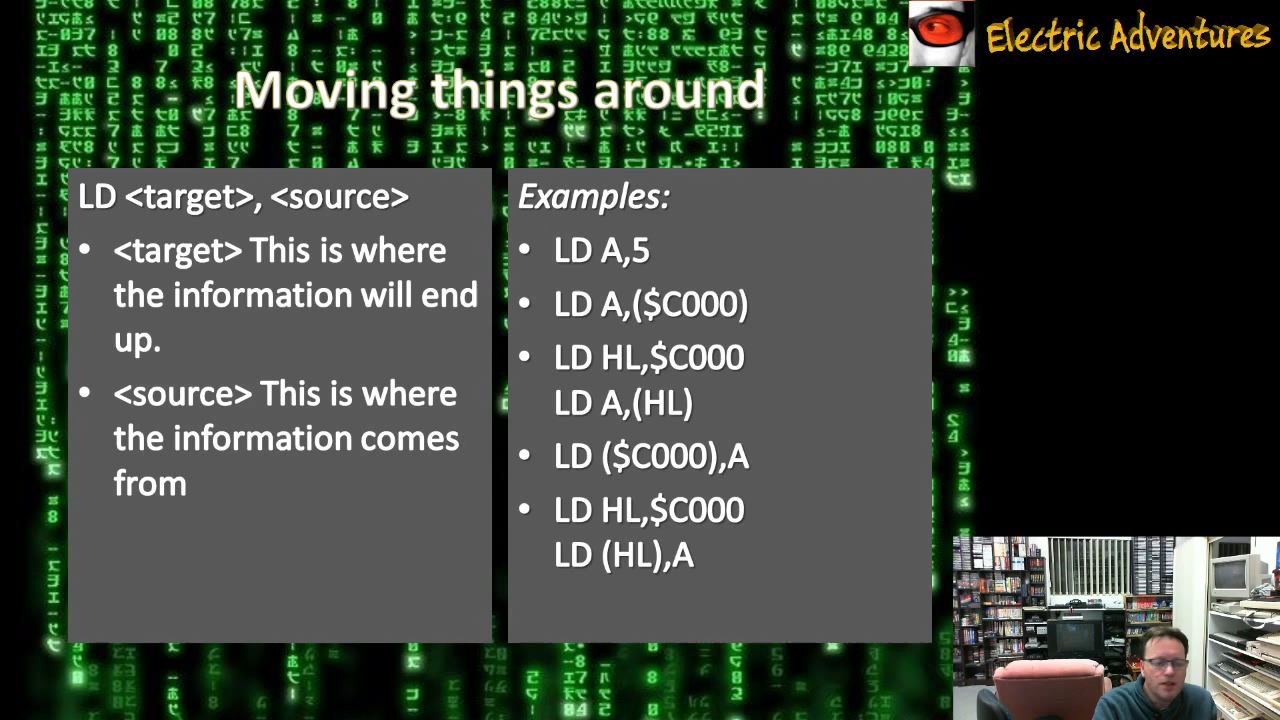 Electric Adventures
Moving things around
LD <target>, <source>
• <target> This is where
the information will end
up.
• <source> This is where
the information comes
from
Examples:
• LD A,5
• LD A,($C000)
• LD HL,$C000
LD A,(HL)
• LD ($C000),A
• LD HL,$C000
LD (HL),A